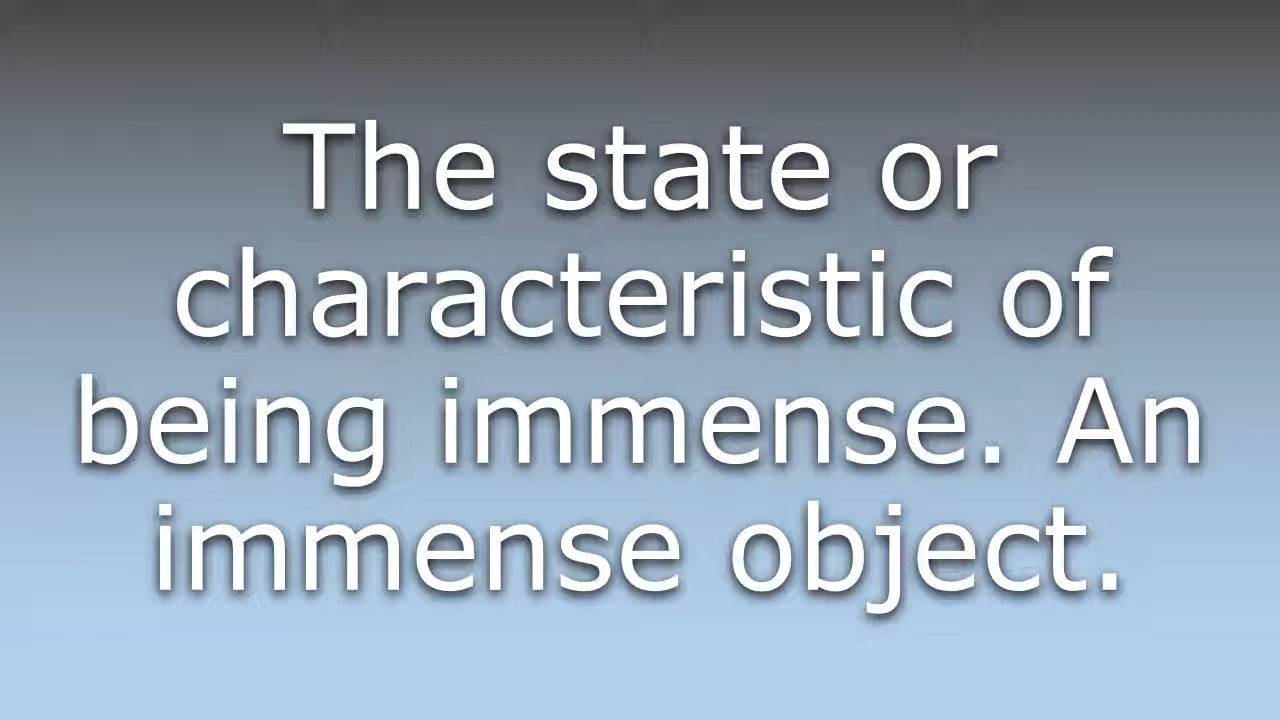 The state or
characteristic of
being immense. An
immense object.